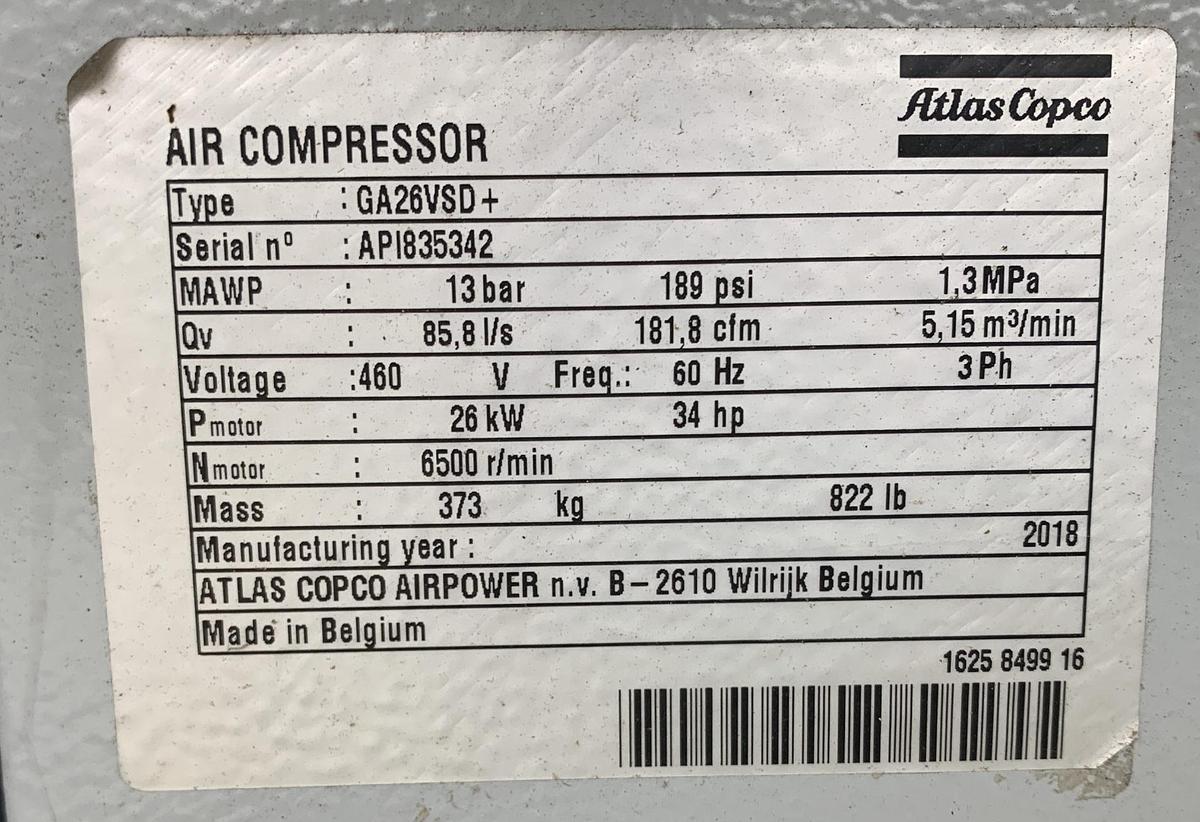 Atlas Copco
AIR COMPRESSOR
Type : GA26VSD+
Serial nº : API835342
MAWP : 13 bar 189 psi 1,3 MPa
Qv : 85,8 l/s 181,8 cfm 5,15 m³/min
Voltage :460 V Freq.: 60 Hz 3 Ph
Pmotor : 26 kW 34 hp
Nmotor : 6500 r/min
Mass : 373 kg 822 lb
Manufacturing year : 2018
ATLAS COPCO AIRPOWER n.v. B-2610 Wilrijk Belgium
Made in Belgium
1625 8499 16